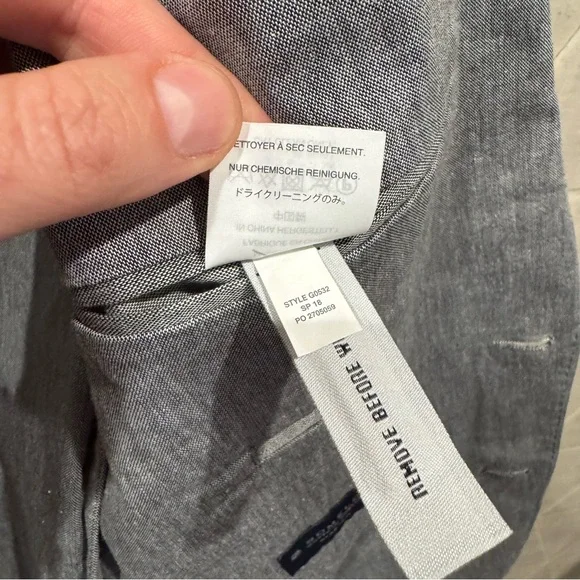 ETTOYER À SEC SEULEMENT.
NUR CHEMISCHE REINIGUNG.
ドライクリーニングのみ。
STYLE G0532
SP 18
PO 2705059
REMOVE BEFORE W